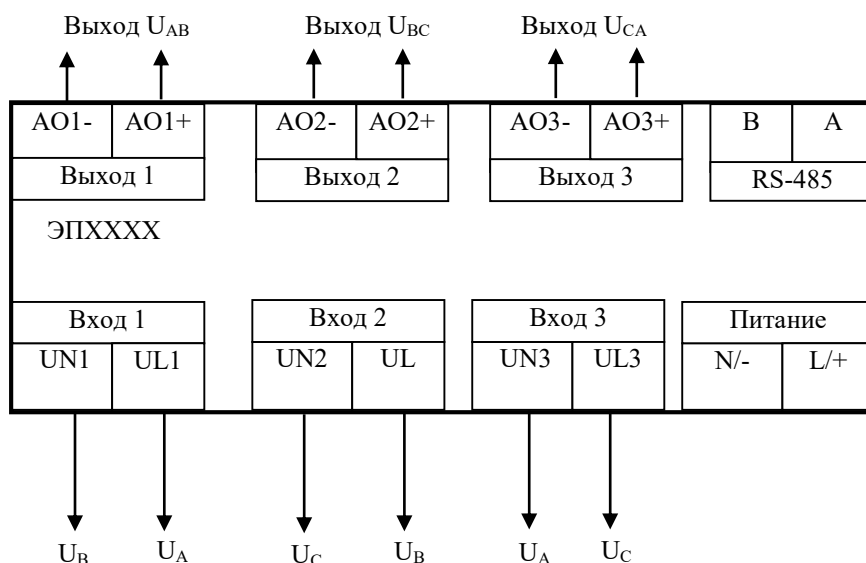 Выход UAB Выход UBC Выход UCA
AO1- AO1+ AO2- AO2+ AO3- AO3+ B A
Выход 1 Выход 2 Выход 3 RS-485
ЭПХХХХ
Вход 1 Вход 2 Вход 3 Питание
UN1 UL1 UN2 UL UN3 UL3 N/- L/+
UB UA UC UB UA UC